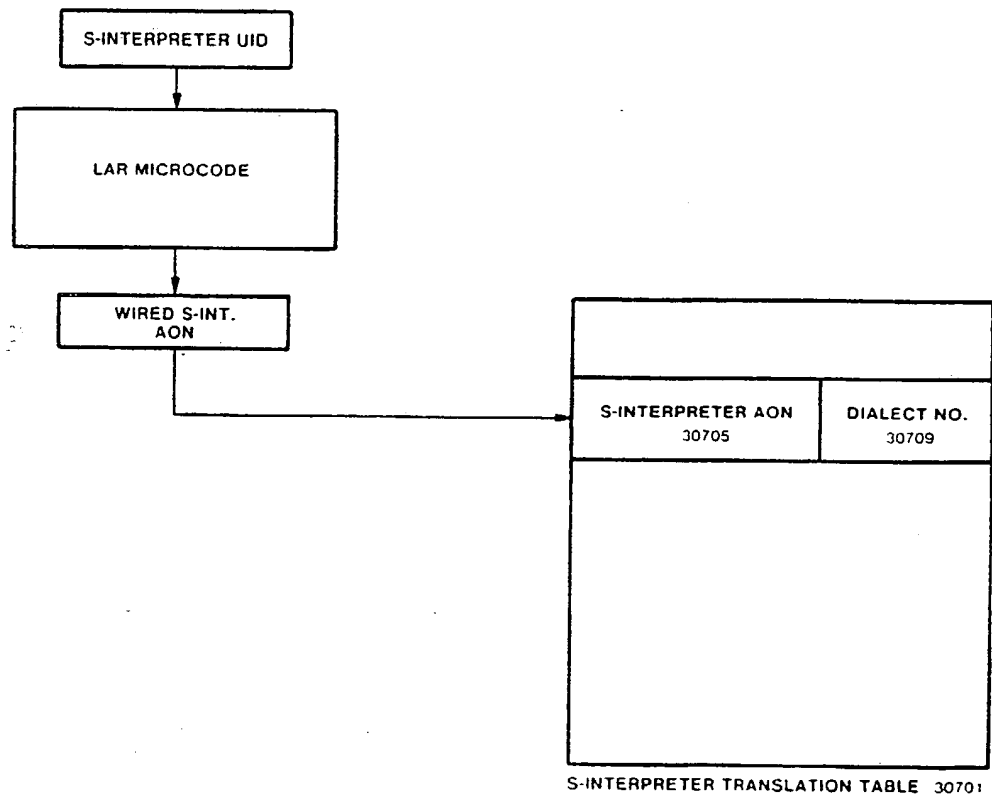 S-INTERPRETER UID
LAR MICROCODE
WIRED S-INT.
AON
S-INTERPRETER AON
30705
DIALECT NO.
30709
S-INTERPRETER TRANSLATION TABLE 30701